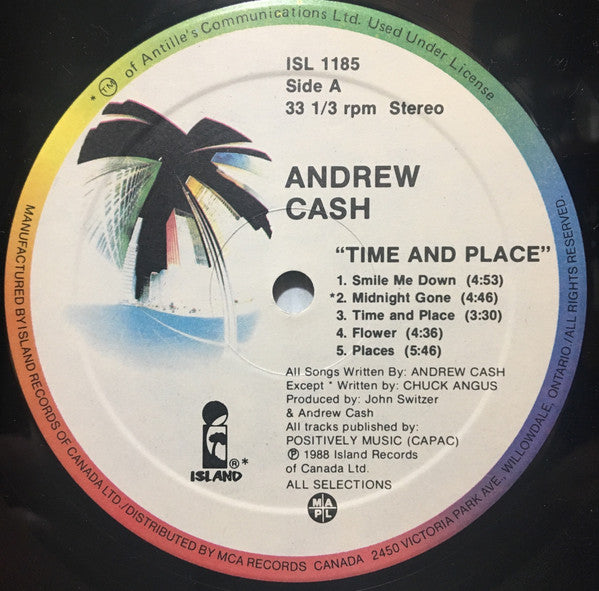 * TM of Antille's Communications Ltd. Used Under License
ISL 1185
Side A
33 1/3 rpm Stereo
ANDREW
CASH
"TIME AND PLACE"
1. Smile Me Down (4:53)
*2. Midnight Gone (4:46)
3. Time and Place (3:30)
4. Flower (4:36)
5. Places (5:46)
All Songs Written By: ANDREW CASH
Except * Written by: CHUCK ANGUS
Produced by: John Switzer
& Andrew Cash
All tracks published by:
POSITIVELY MUSIC (CAPAC)
℗ 1988 Island Records
of Canada Ltd.
ALL SELECTIONS
M A
P L
i
®*
ISLAND
MANUFACTURED BY ISLAND RECORDS OF CANADA LTD./DISTRIBUTED BY MCA RECORDS CANADA 2450 VICTORIA PARK AVE., WILLOWDALE, ONTARIO./ALL RIGHTS RESERVED.